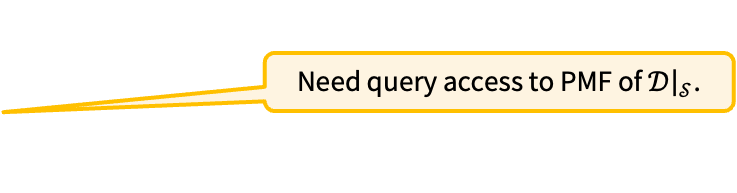 Need query access to PMF of 𝒟|𝒮.